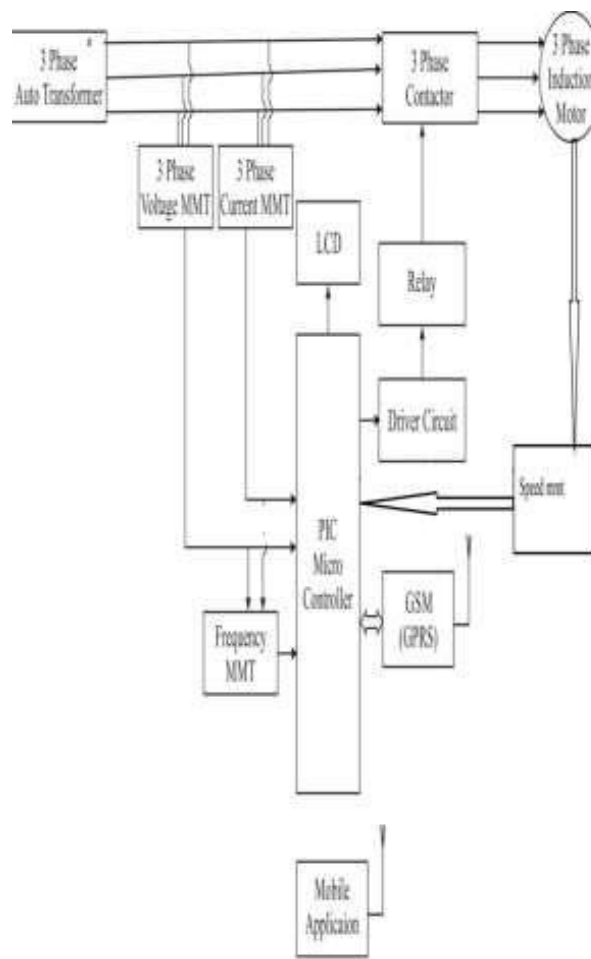 3 Phase
Auto Transformer
3 Phase
Contactor
3 Phase
Induction
Motor
3 Phase
Voltage MMT
3 Phase
Current MMT
LCD
Relay
Driver Circuit
Speed mnt
PIC
Micro
Controller
GSM
(GPRS)
Frequency
MMT
Mobile
Applicaion